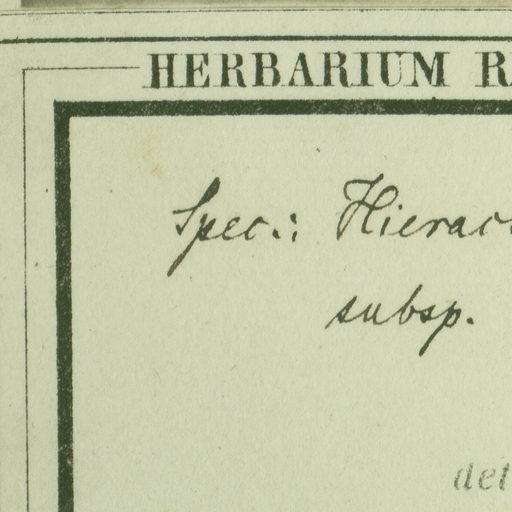 HERBARIUM R
Spec.: Hierac
subsp.
det